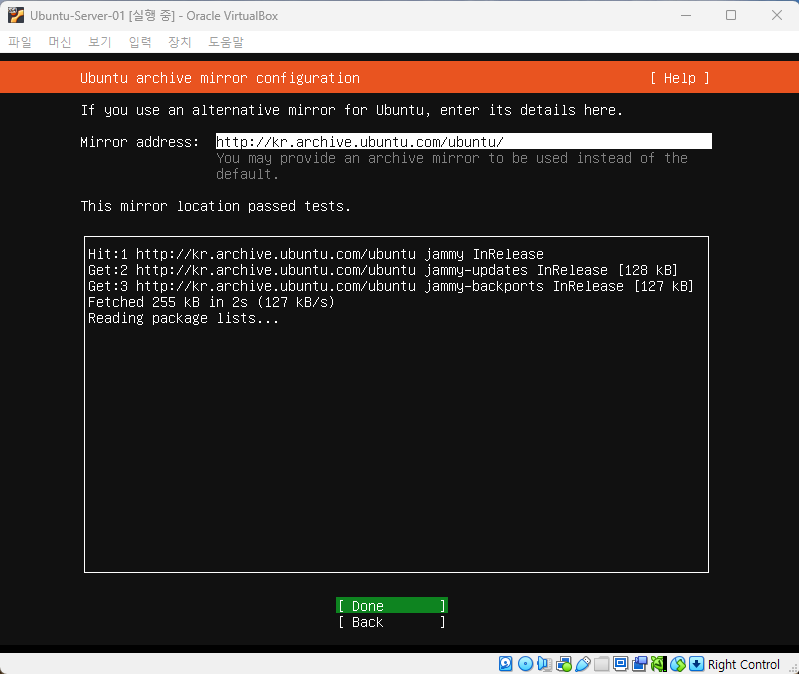 Ubuntu-Server-01 [실행 중] - Oracle VirtualBox
파일 머신 보기 입력 장치 도움말
Ubuntu archive mirror configuration [ Help ]
If you use an alternative mirror for Ubuntu, enter its details here.
Mirror address: http://kr.archive.ubuntu.com/ubuntu/
You may provide an archive mirror to be used instead of the
default.
This mirror location passed tests.
Hit:1 http://kr.archive.ubuntu.com/ubuntu jammy InRelease
Get:2 http://kr.archive.ubuntu.com/ubuntu jammy-updates InRelease [128 kB]
Get:3 http://kr.archive.ubuntu.com/ubuntu jammy-backports InRelease [127 kB]
Fetched 255 kB in 2s (127 kB/s)
Reading package lists...
[ Done ]
[ Back ]
Right Control